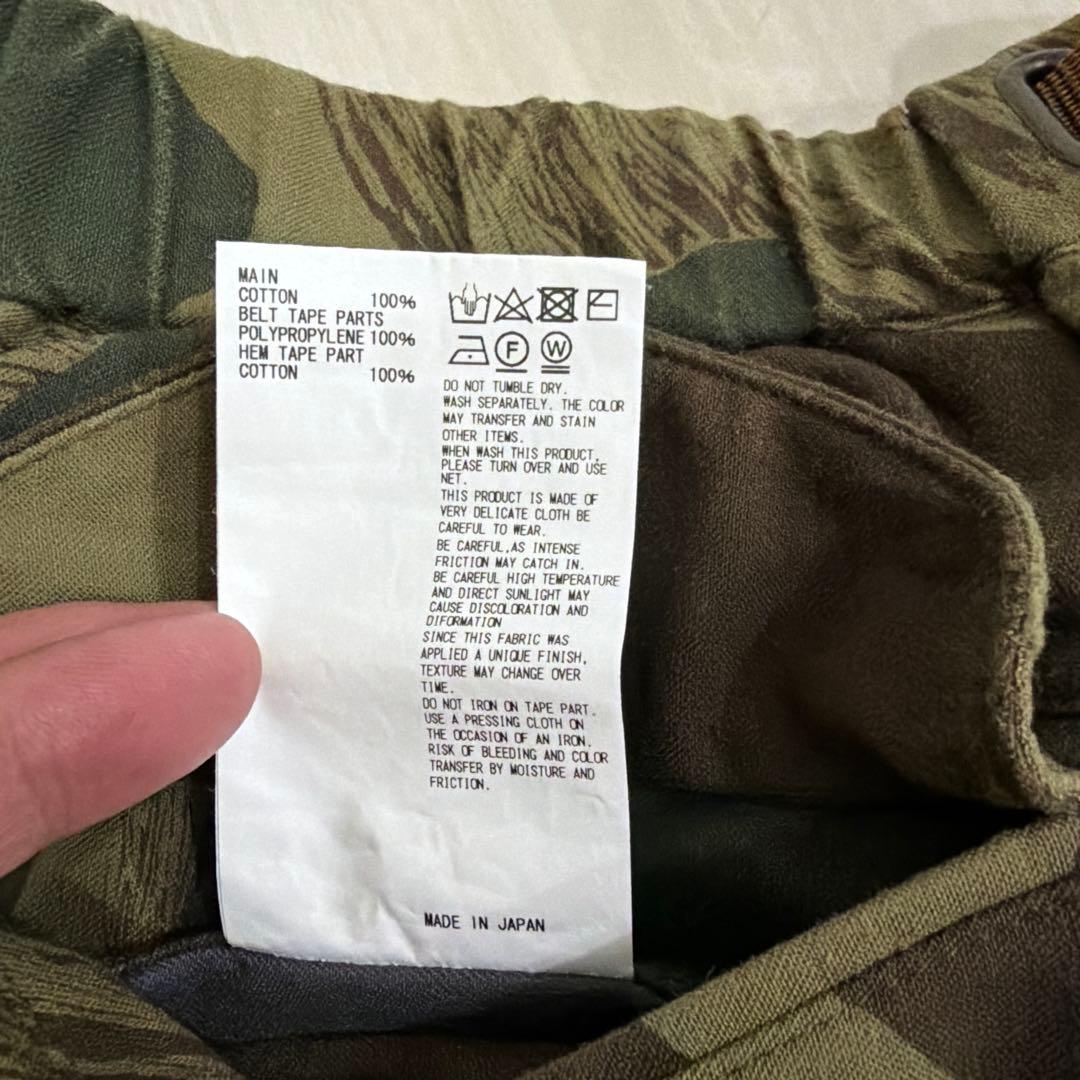 MAIN
COTTON 100%
BELT TAPE PARTS
POLYPROPYLENE 100%
HEM TAPE PART
COTTON 100%
F W
DO NOT TUMBLE DRY.
WASH SEPARATELY. THE COLOR
MAY TRANSFER AND STAIN
OTHER ITEMS.
WHEN WASH THIS PRODUCT,
PLEASE TURN OVER AND USE
NET.
THIS PRODUCT IS MADE OF
VERY DELICATE CLOTH BE
CAREFUL TO WEAR.
BE CAREFUL,AS INTENSE
FRICTION MAY CATCH IN.
BE CAREFUL HIGH TEMPERATURE
AND DIRECT SUNLIGHT MAY
CAUSE DISCOLORATION AND
DIFORMATION
SINCE THIS FABRIC WAS
APPLIED A UNIQUE FINISH,
TEXTURE MAY CHANGE OVER
TIME.
DO NOT IRON ON TAPE PART.
USE A PRESSING CLOTH ON
THE OCCASION OF AN IRON.
RISK OF BLEEDING AND COLOR
TRANSFER BY MOISTURE AND
FRICTION.
MADE IN JAPAN